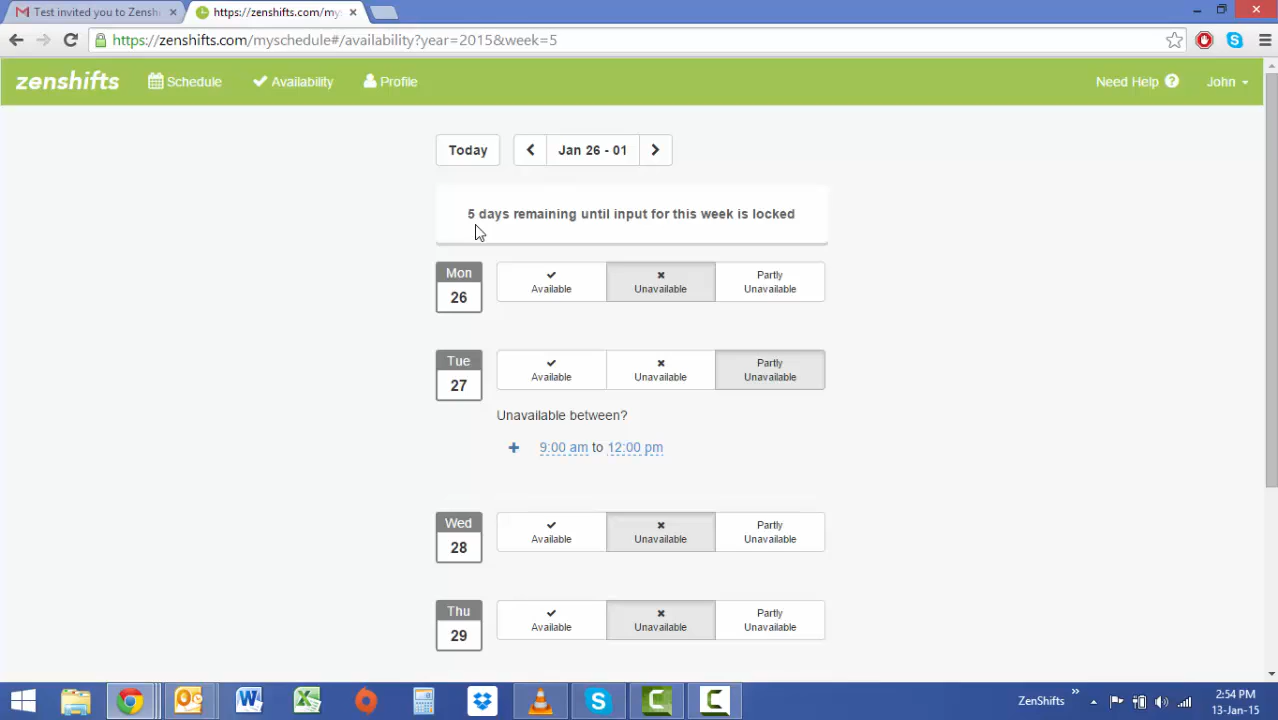 Test invited you to Zensh
https://zenshifts.com/my
https://zenshifts.com/myschedule#/availability?year=2015&week=5
zenshifts
Schedule
Availability
Profile
Need Help
John
Today
Jan 26 - 01
5 days remaining until input for this week is locked
Mon
26
Available
Unavailable
Partly
Unavailable
Tue
27
Available
Unavailable
Partly
Unavailable
Unavailable between?
+ 9:00 am to 12:00 pm
Wed
28
Available
Unavailable
Partly
Unavailable
Thu
29
Available
Unavailable
Partly
Unavailable
ZenShifts
2:54 PM
13-Jan-15